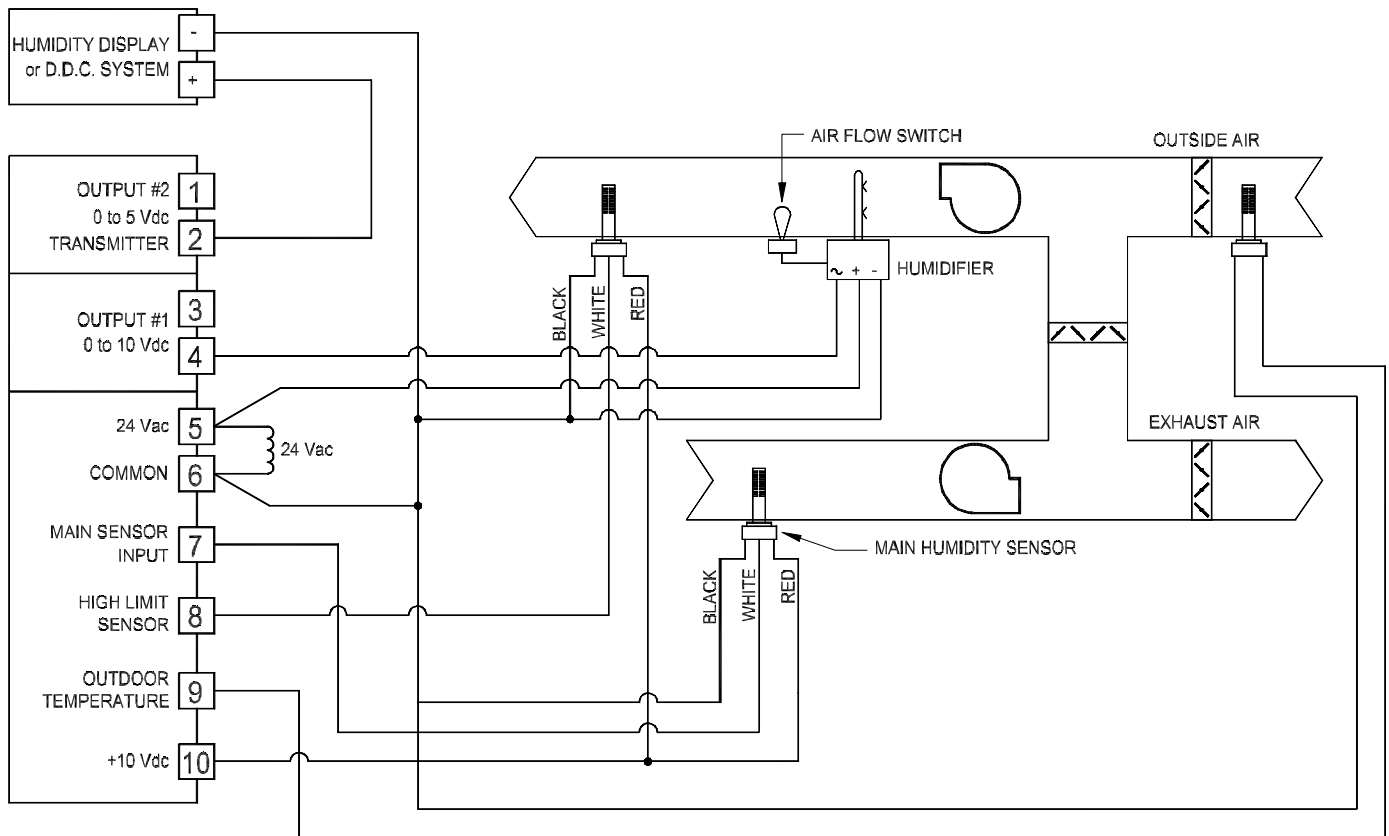 HUMIDITY DISPLAY
or D.D.C. SYSTEM
-
+
OUTPUT #2
0 to 5 Vdc
TRANSMITTER
1
2
OUTPUT #1
0 to 10 Vdc
3
4
24 Vac
5
24 Vac
COMMON
6
MAIN SENSOR
INPUT
7
HIGH LIMIT
SENSOR
8
OUTDOOR
TEMPERATURE
9
+10 Vdc
10
AIR FLOW SWITCH
OUTSIDE AIR
~ + -
HUMIDIFIER
BLACK
WHITE
RED
EXHAUST AIR
MAIN HUMIDITY SENSOR
BLACK
WHITE
RED